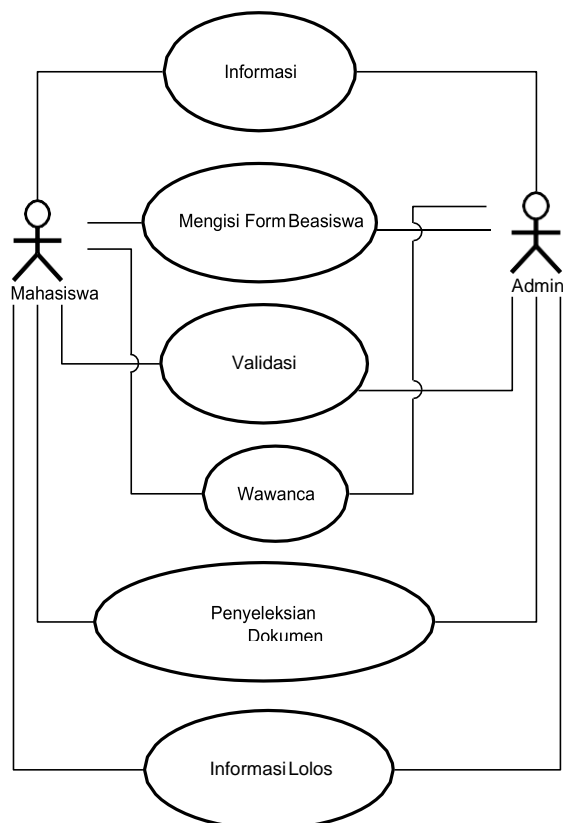 Informasi
Mengisi Form Beasiswa
Mahasiswa
Admin
Validasi
Wawanca
Penyeleksian
Dokumen
Informasi Lolos